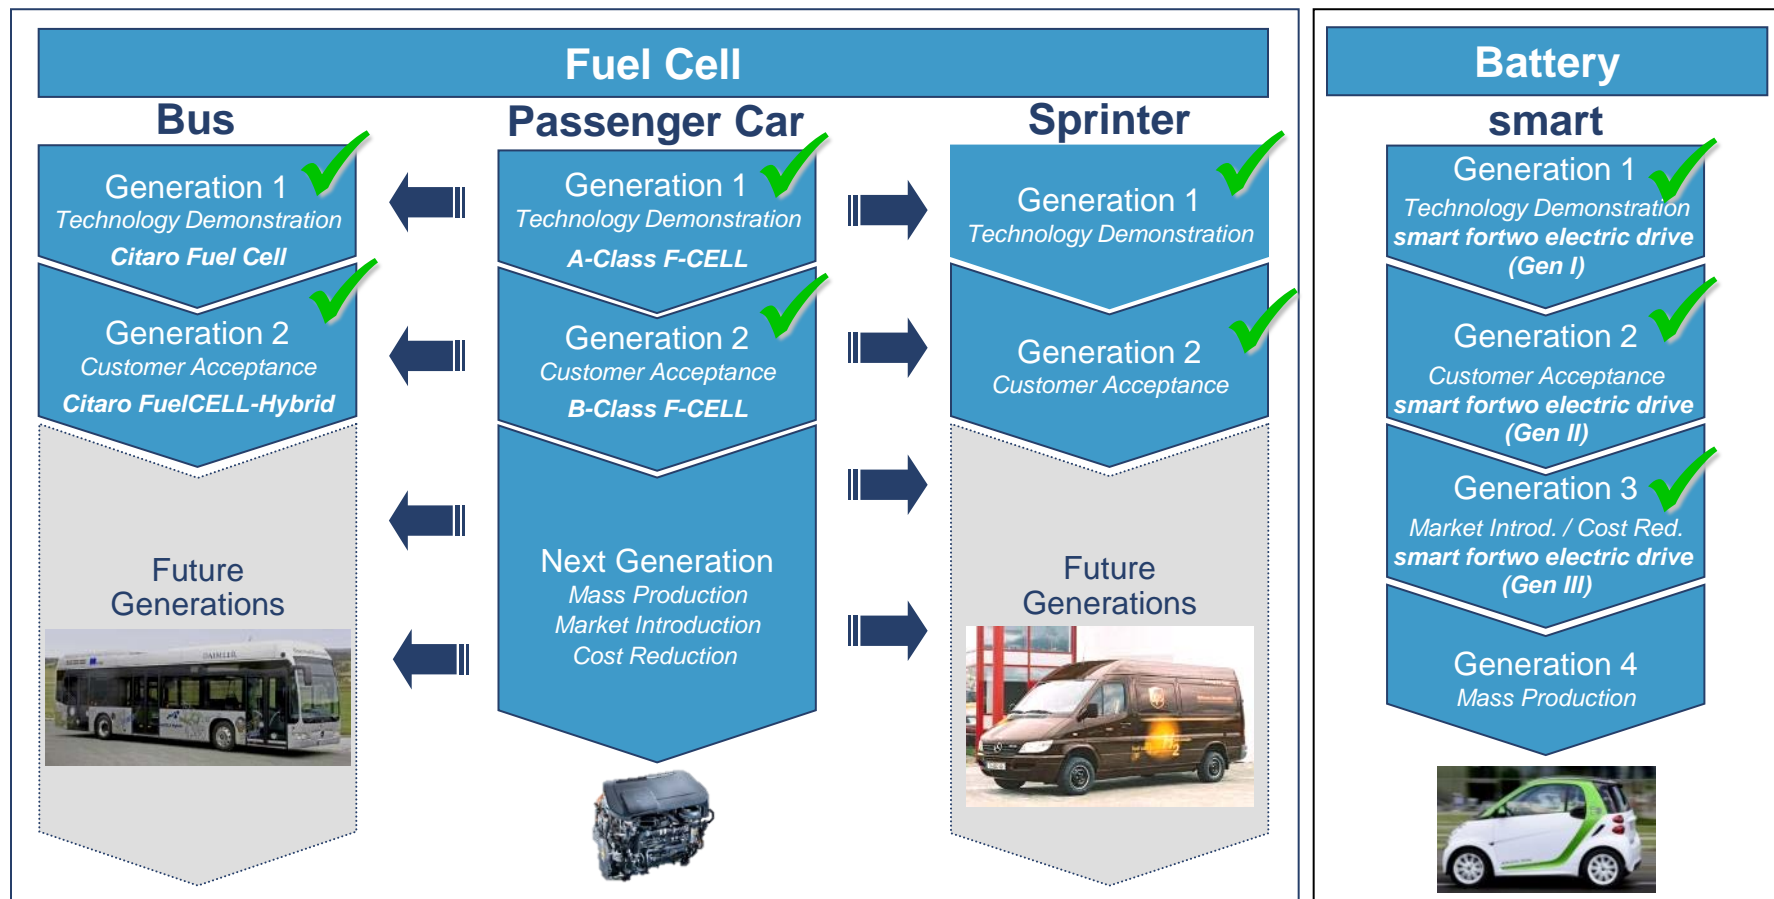 Fuel Cell
Bus
Generation 1
Technology Demonstration
Citaro Fuel Cell
Generation 2
Customer Acceptance
Citaro FuelCELL-Hybrid
Future
Generations
DAIMLER
Passenger Car
Generation 1
Technology Demonstration
A-Class F-CELL
Generation 2
Customer Acceptance
B-Class F-CELL
Next Generation
Mass Production
Market Introduction
Cost Reduction
Sprinter
Generation 1
Technology Demonstration
Generation 2
Customer Acceptance
Future
Generations
H2
Battery
smart
Generation 1
Technology Demonstration
smart fortwo electric drive
(Gen I)
Generation 2
Customer Acceptance
smart fortwo electric drive
(Gen II)
Generation 3
Market Introd. / Cost Red.
smart fortwo electric drive
(Gen III)
Generation 4
Mass Production